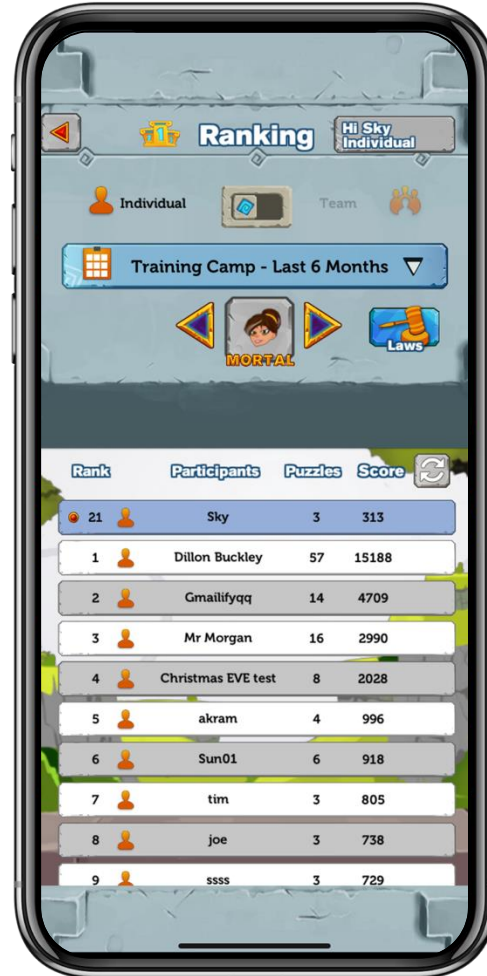 1
Ranking
Hi Sky
Individual
Individual
Team
Training Camp - Last 6 Months
MORTAL
Laws
Rank Participants Puzzles Score
21 Sky 3 313
1 Dillon Buckley 57 15188
2 Gmailifyqq 14 4709
3 Mr Morgan 16 2990
4 Christmas EVE test 8 2028
5 akram 4 996
6 Sun01 6 918
7 tim 3 805
8 joe 3 738
9 ssss 3 729